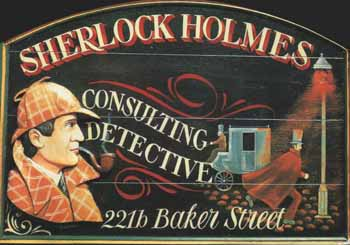 SHERLOCK HOLMES
CONSULTING
DETECTIVE
221b Baker Street